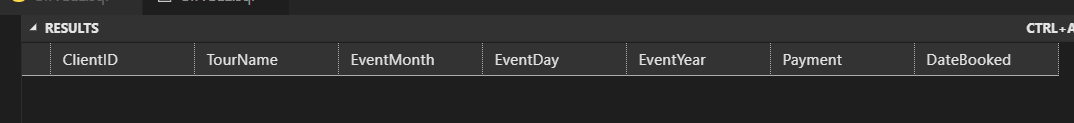 RESULTS CTRL+A
ClientID TourName EventMonth EventDay EventYear Payment DateBooked